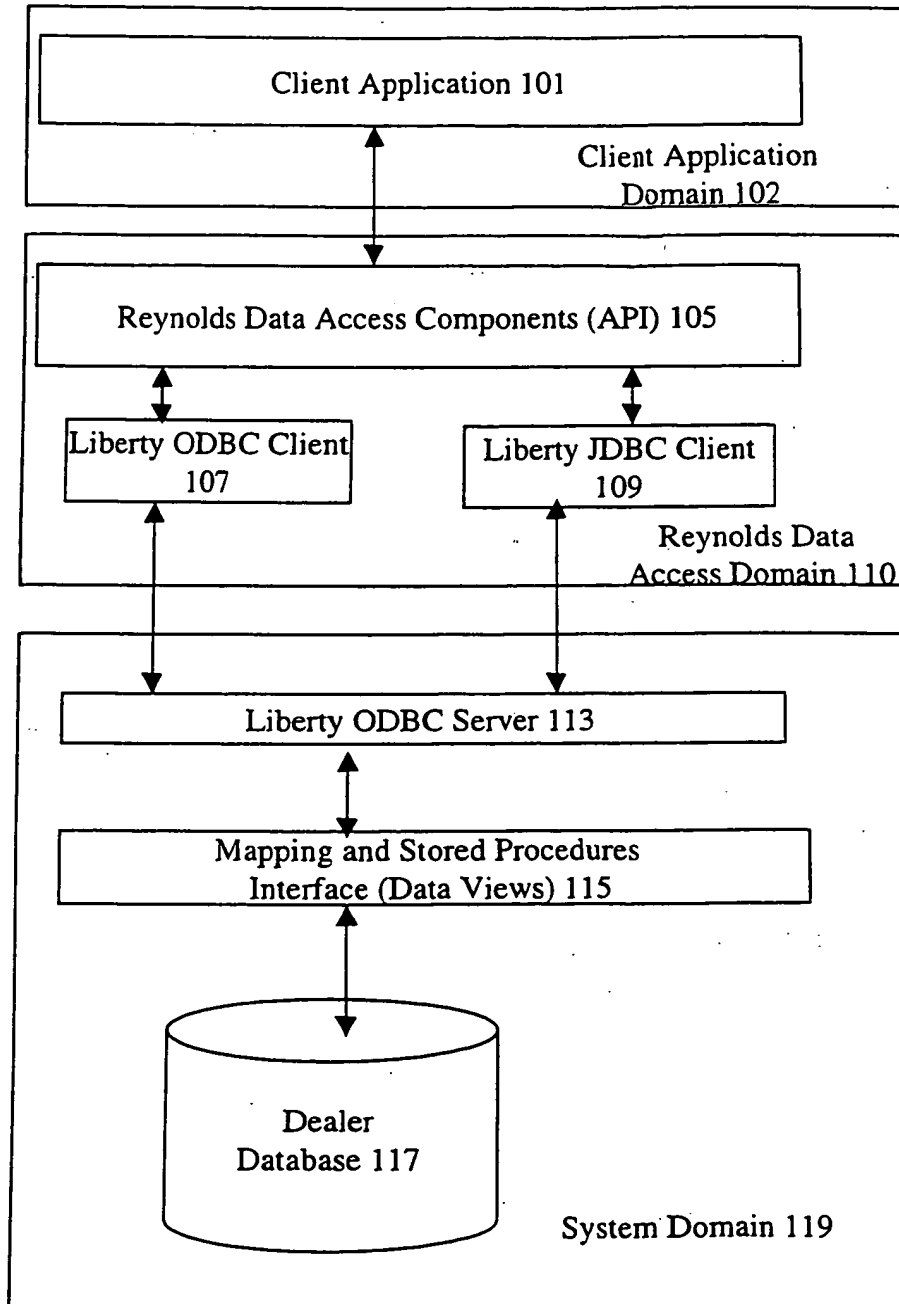 Client Application 101
Client Application
Domain 102
Reynolds Data Access Components (API) 105
Liberty ODBC Client
107
Liberty JDBC Client
109
Reynolds Data
Access Domain 110
Liberty ODBC Server 113
Mapping and Stored Procedures
Interface (Data Views) 115
Dealer
Database 117
System Domain 119